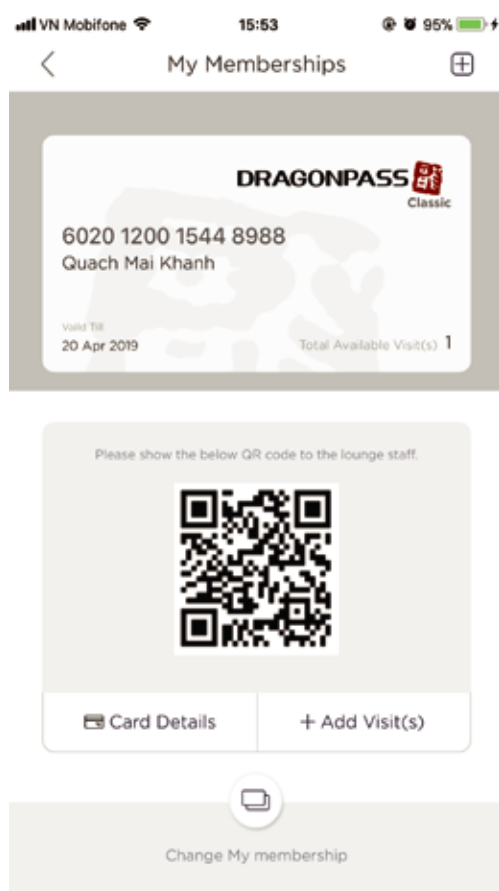 VN Mobifone 15:53 95%
My Memberships
DRAGONPASS
Classic
6020 1200 1544 8988
Quach Mai Khanh
Valid Till
20 Apr 2019
Total Available Visit(s) 1
Please show the below QR code to the lounge staff.
Card Details
+ Add Visit(s)
Change My membership